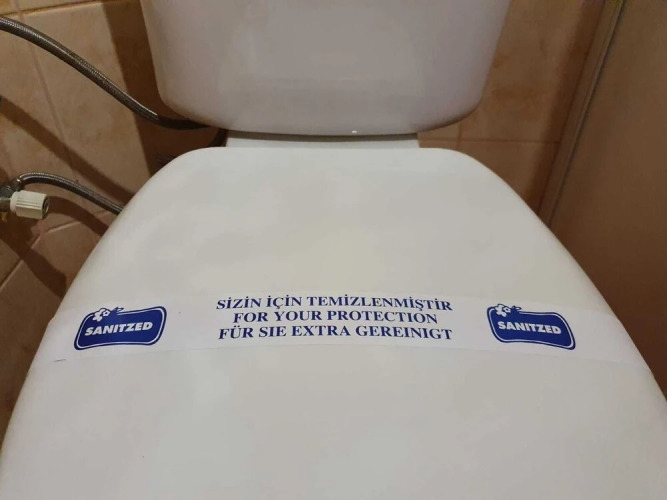 SANITZED
SİZİN İÇİN TEMİZLENMİŞTİR
FOR YOUR PROTECTION
FÜR SIE EXTRA GEREINIGT
SANITZED